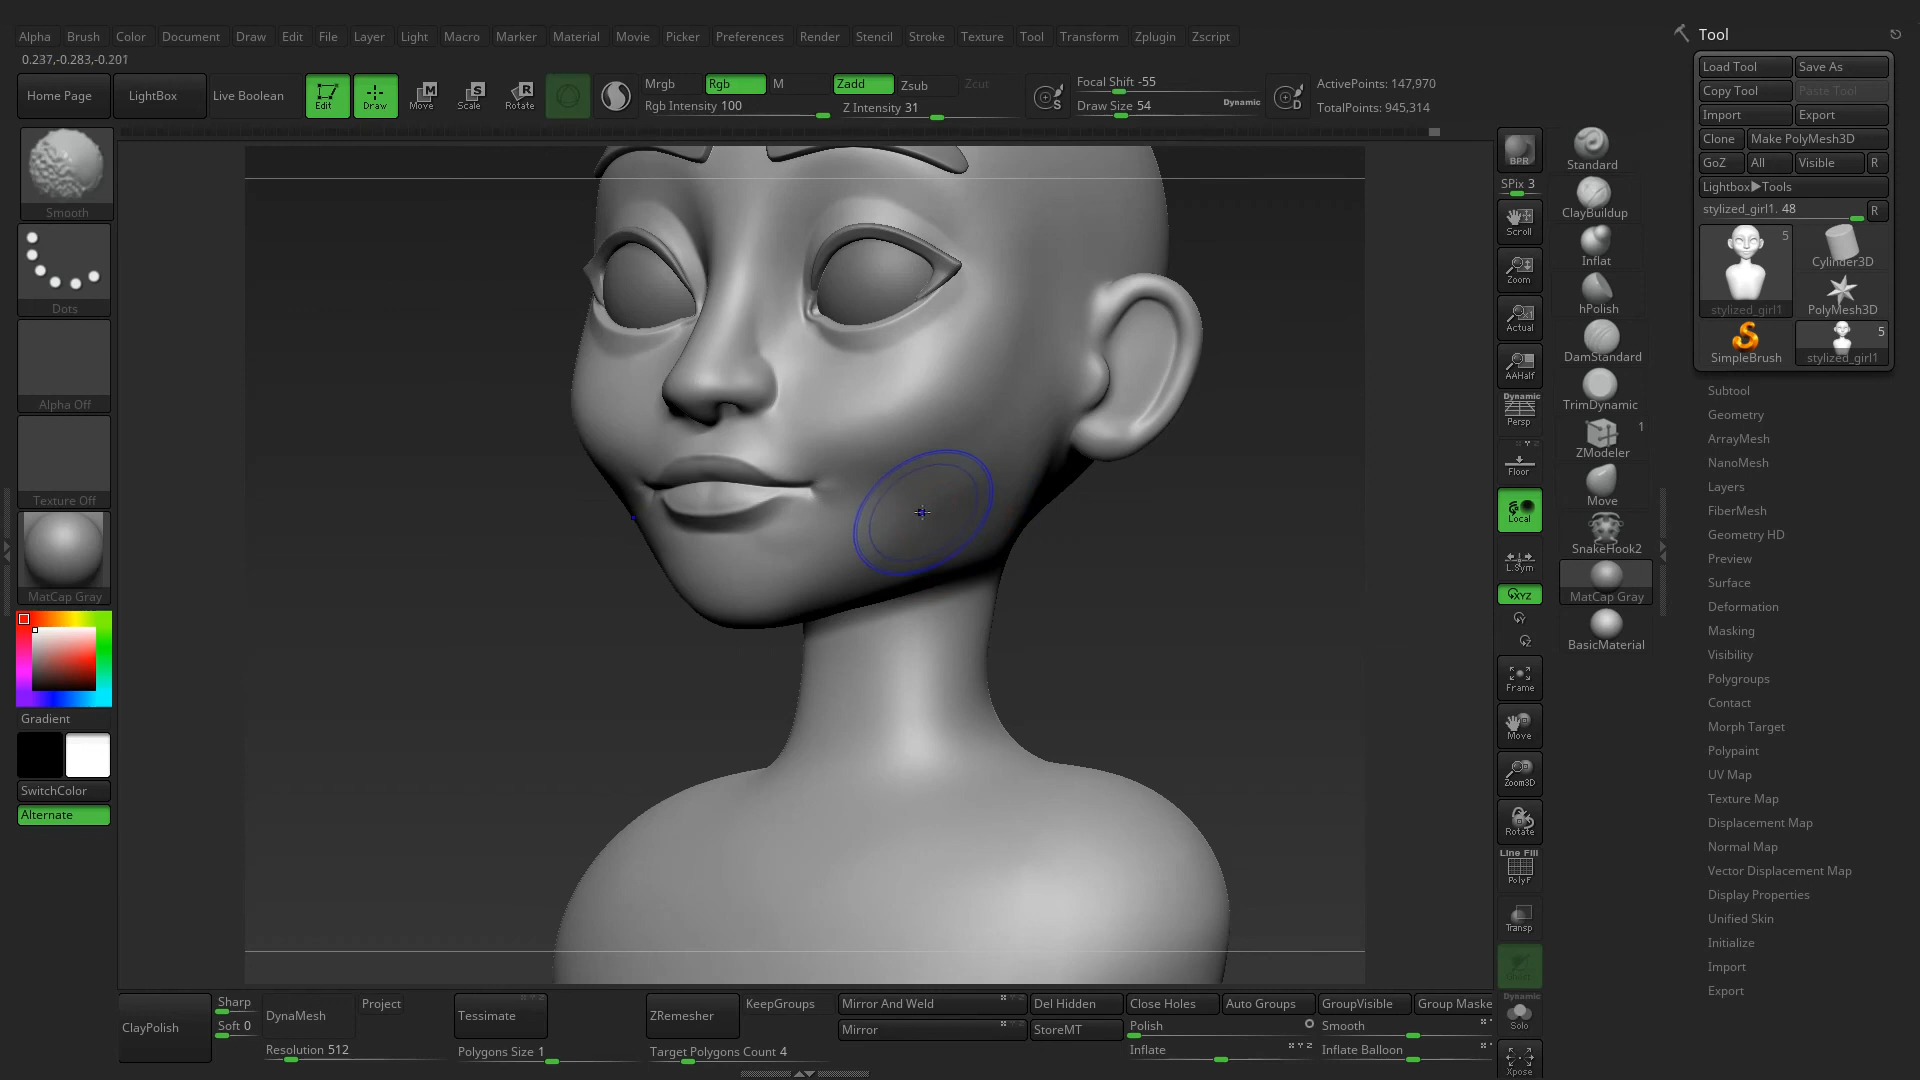 Alpha Brush Color Document Draw Edit File Layer Light Macro Marker Material Movie Picker Preferences Render Stencil Stroke Texture Tool Transform Zplugin Zscript
0.237,-0.283,-0.201
Home Page
LightBox
Live Boolean
Edit
Draw
Move
Scale
Rotate
Mrgb Rgb M
Rgb Intensity 100
Zadd Zsub Zcut
Z Intensity 31
S
Focal Shift -55
Draw Size 54
Dynamic
D
ActivePoints: 147,970
TotalPoints: 945,314
Smooth
Dots
Alpha Off
Texture Off
MatCap Gray
Gradient
SwitchColor
Alternate
BPR
SPix 3
Scroll
Zoom
Actual
AAHalf
Dynamic
Persp
Floor
Local
L.Sym
XYZ
Y
Z
Frame
Move
Zoom3D
Rotate
Line Fill
PolyF
Transp
Ghost
Dynamic
Solo
Xpose
Standard
ClayBuildup
Inflat
hPolish
DamStandard
TrimDynamic
1
ZModeler
Move
SnakeHook2
MatCap Gray
BasicMaterial
Tool
Load Tool Save As
Copy Tool Paste Tool
Import Export
Clone Make PolyMesh3D
GoZ All Visible R
Lightbox▶Tools
stylized_girl1. 48 R
5
stylized_girl1
Cylinder3D
PolyMesh3D
SimpleBrush
5
stylized_girl1
Subtool
Geometry
ArrayMesh
NanoMesh
Layers
FiberMesh
Geometry HD
Preview
Surface
Deformation
Masking
Visibility
Polygroups
Contact
Morph Target
Polypaint
UV Map
Texture Map
Displacement Map
Normal Map
Vector Displacement Map
Display Properties
Unified Skin
Initialize
Import
Export
ClayPolish
Sharp
Soft 0
DynaMesh
Project
Resolution 512
Tessimate
Polygons Size 1
ZRemesher
KeepGroups
Target Polygons Count 4
Mirror And Weld
Mirror
Del Hidden
StoreMT
Close Holes
Auto Groups
GroupVisible
Group Maske
Polish
Smooth
Inflate
Inflate Balloon